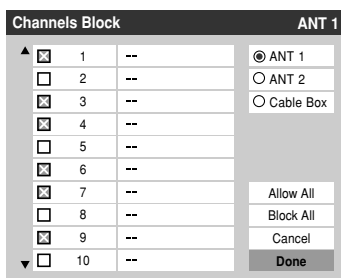 Channels Block ANT 1
1 --
2 --
3 --
4 --
5 --
6 --
7 --
8 --
9 --
10 --
ANT 1
ANT 2
Cable Box
Allow All
Block All
Cancel
Done